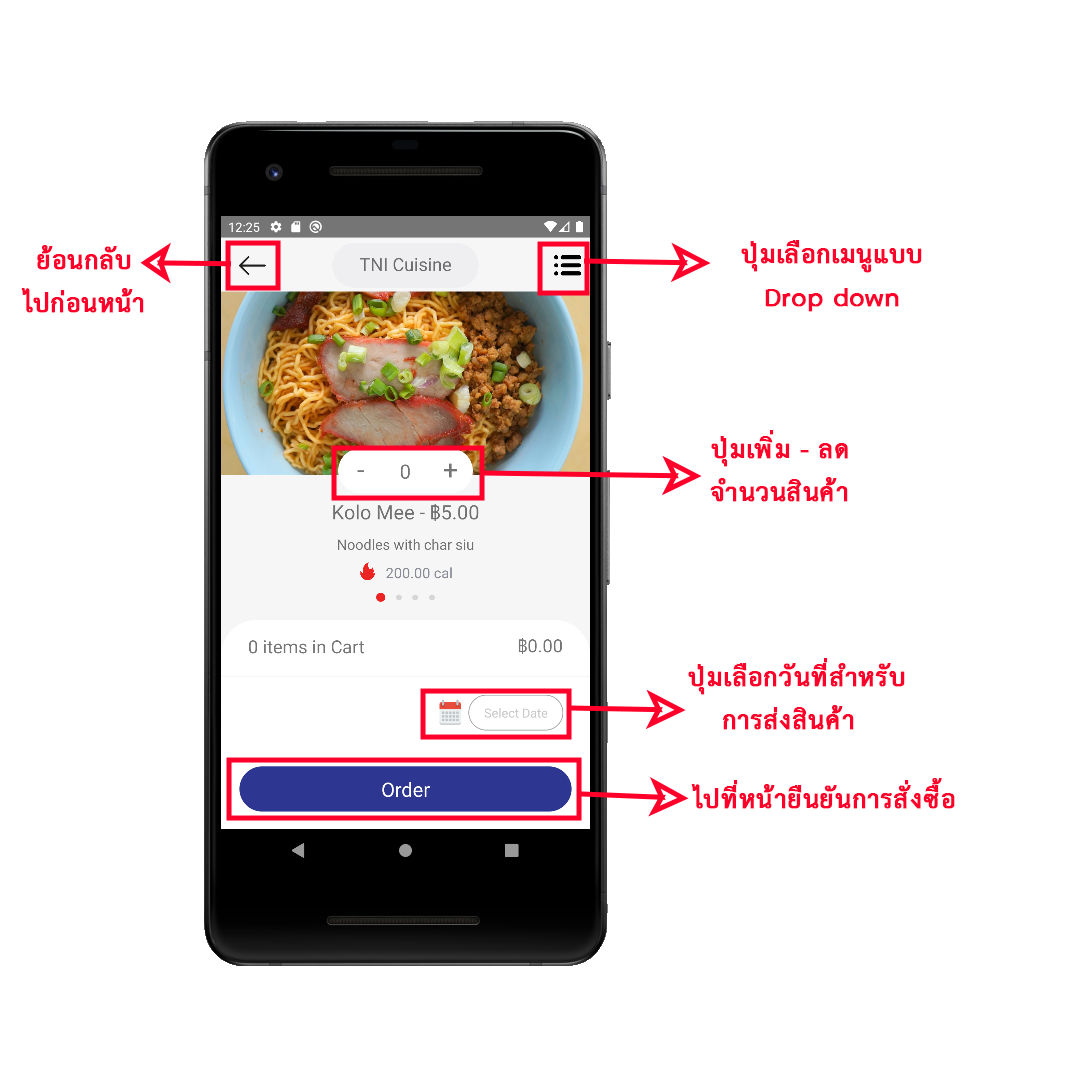 12:25
ย้อนกลับ
ไปก่อนหน้า
TNI Cuisine
ปุ่มเลือกเมนูแบบ
Drop down
- 0 +
ปุ่มเพิ่ม - ลด
จำนวนสินค้า
Kolo Mee - ฿5.00
Noodles with char siu
200.00 cal
0 items in Cart ฿0.00
Select Date
ปุ่มเลือกวันที่สำหรับ
การส่งสินค้า
Order
ไปที่หน้ายืนยันการสั่งซื้อ